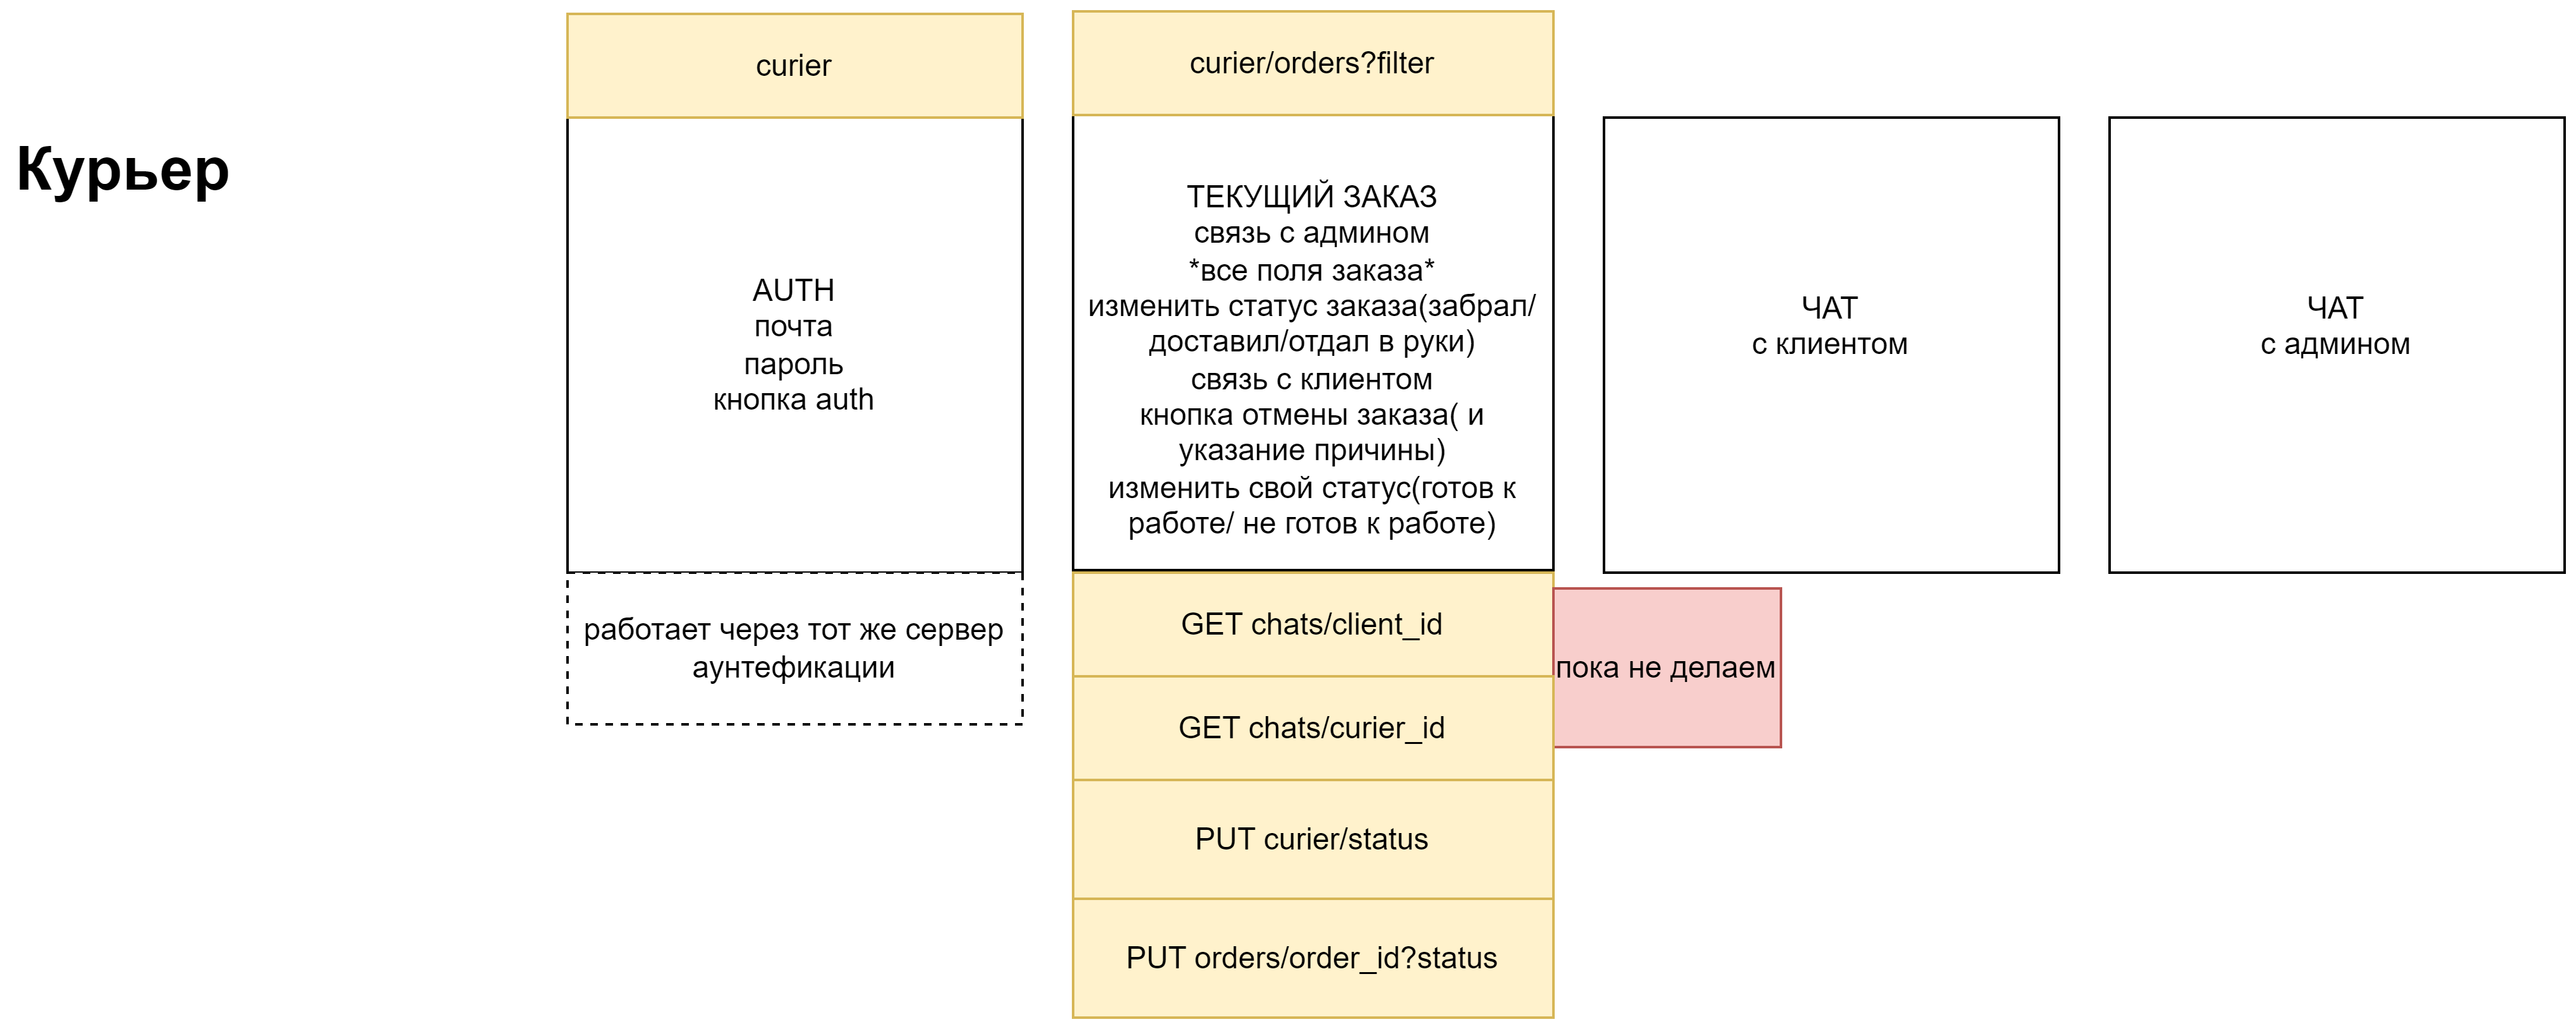 Курьер
curier
AUTH
почта
пароль
кнопка auth
работает через тот же сервер
аунтефикации
curier/orders?filter
ТЕКУЩИЙ ЗАКАЗ
связь с админом
*все поля заказа*
изменить статус заказа(забрал/
доставил/отдал в руки)
связь с клиентом
кнопка отмены заказа( и
указание причины)
изменить свой статус(готов к
работе/ не готов к работе)
GET chats/client_id
GET chats/curier_id
PUT curier/status
PUT orders/order_id?status
пока не делаем
ЧАТ
с клиентом
ЧАТ
с админом